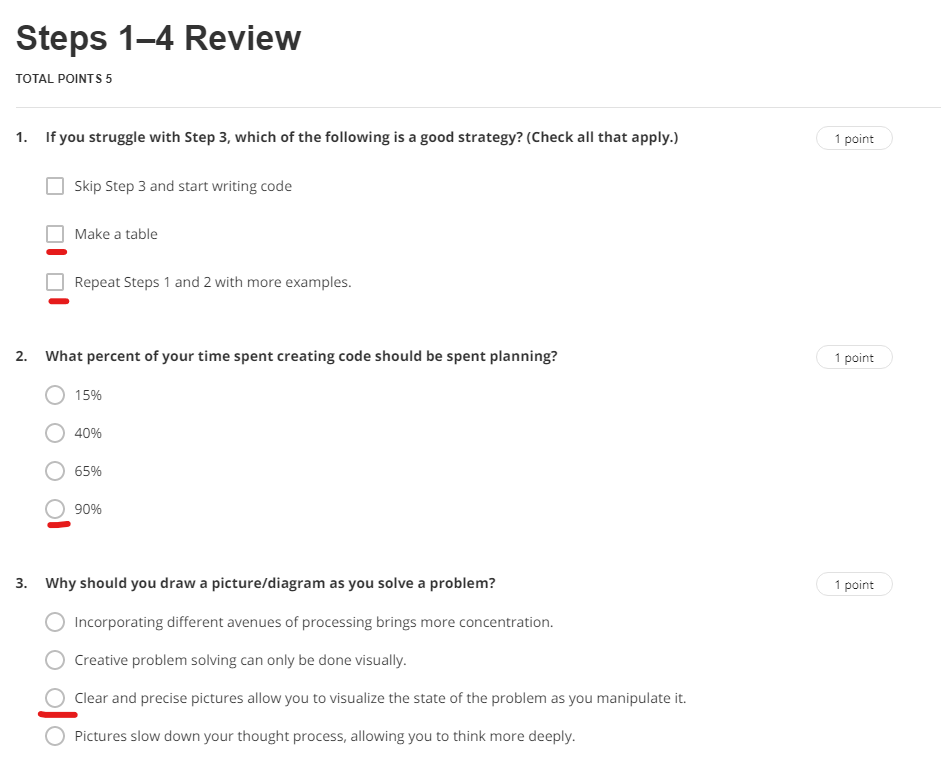 Steps 1–4 Review
TOTAL POINTS 5
1. If you struggle with Step 3, which of the following is a good strategy? (Check all that apply.) 1 point
Skip Step 3 and start writing code
Make a table
Repeat Steps 1 and 2 with more examples.
2. What percent of your time spent creating code should be spent planning? 1 point
15%
40%
65%
90%
3. Why should you draw a picture/diagram as you solve a problem? 1 point
Incorporating different avenues of processing brings more concentration.
Creative problem solving can only be done visually.
Clear and precise pictures allow you to visualize the state of the problem as you manipulate it.
Pictures slow down your thought process, allowing you to think more deeply.